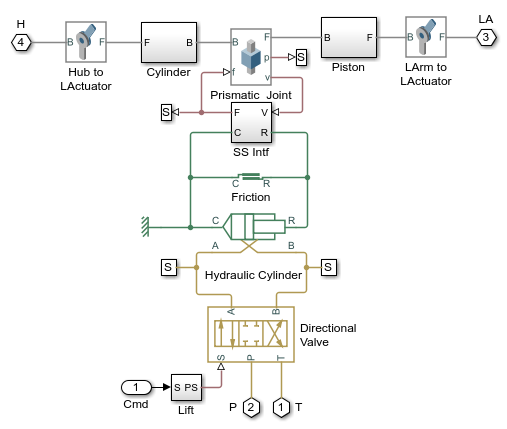 H
LA
4
B
F
F
B
B
F
p
S
B
F
B
F
3
Hub to
LActuator
Cylinder
f
v
Piston
LArm to
LActuator
Prismatic Joint
S
F
V
C
R
SS Intf
C
R
Friction
C
R
A
B
S
Hydraulic Cylinder
S
A
B
Directional
Valve
S
P
T
1
S PS
Cmd
Lift
P
2
1
T